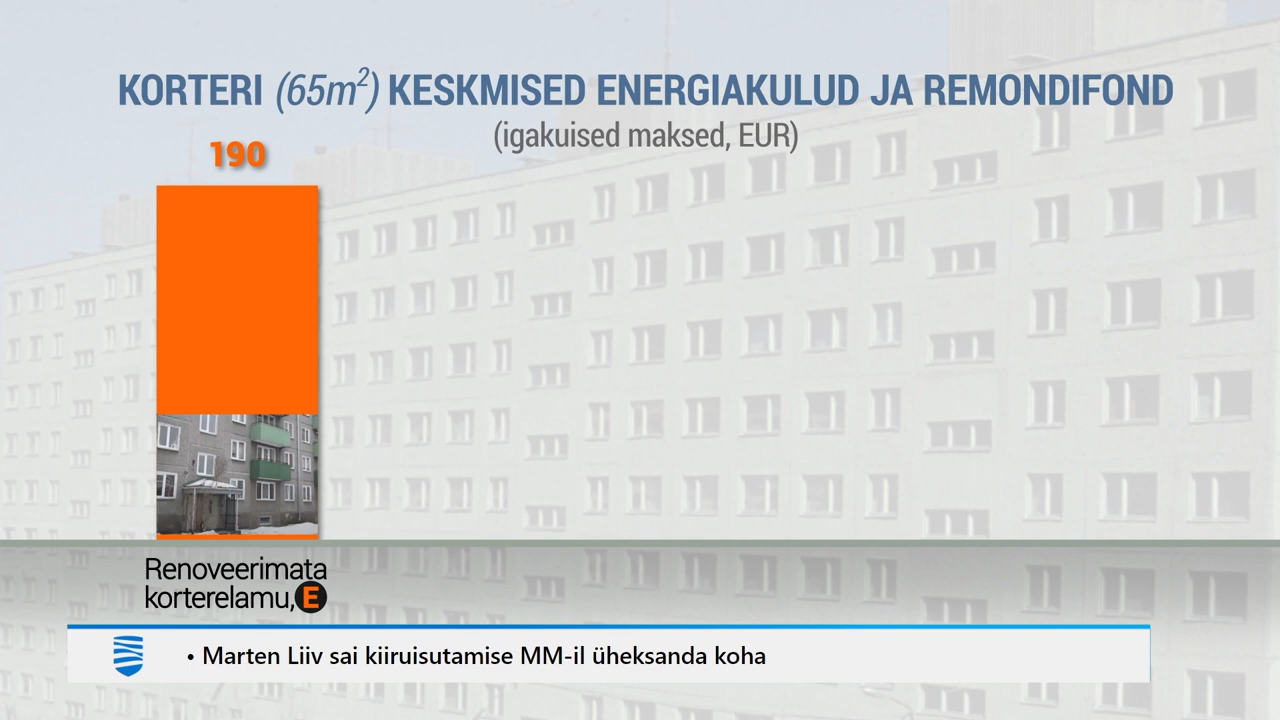 KORTERI (65m²) KESKMISED ENERGIAKULUD JA REMONDIFOND
(igakuised maksed, EUR)
190
Renoveerimata
korterelamu, E
• Marten Liiv sai kiiruisutamise MM-il üheksanda koha